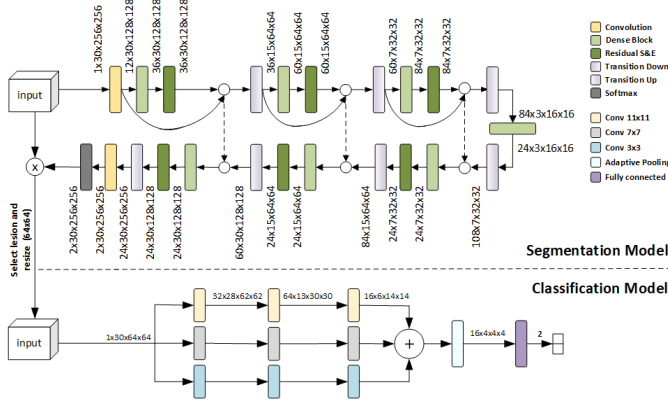 input
1x30x256x256
12x30x128x128
36x30x128x128
36x30x128x128
36x15x64x64
60x15x64x64
60x15x64x64
60x7x32x32
84x7x32x32
84x7x32x32
84x3x16x16
24x3x16x16
Convolution
Dense Block
Residual S&E
Transition Down
Transition Up
Softmax
Conv 11x11
Conv 7x7
Conv 3x3
Adaptive Pooling
Fully connected
x
2x30x256x256
2x30x256x256
24x30x256x256
24x30x128x128
24x30x128x128
60x30x128x128
24x15x64x64
24x15x64x64
84x15x64x64
24x7x32x32
24x7x32x32
108x7x32x32
Select lesion and
resize (64x64)
Segmentation Model
Classification Model
input
1x30x64x64
32x28x62x62
64x13x30x30
16x6x14x14
+
16x4x4x4
2